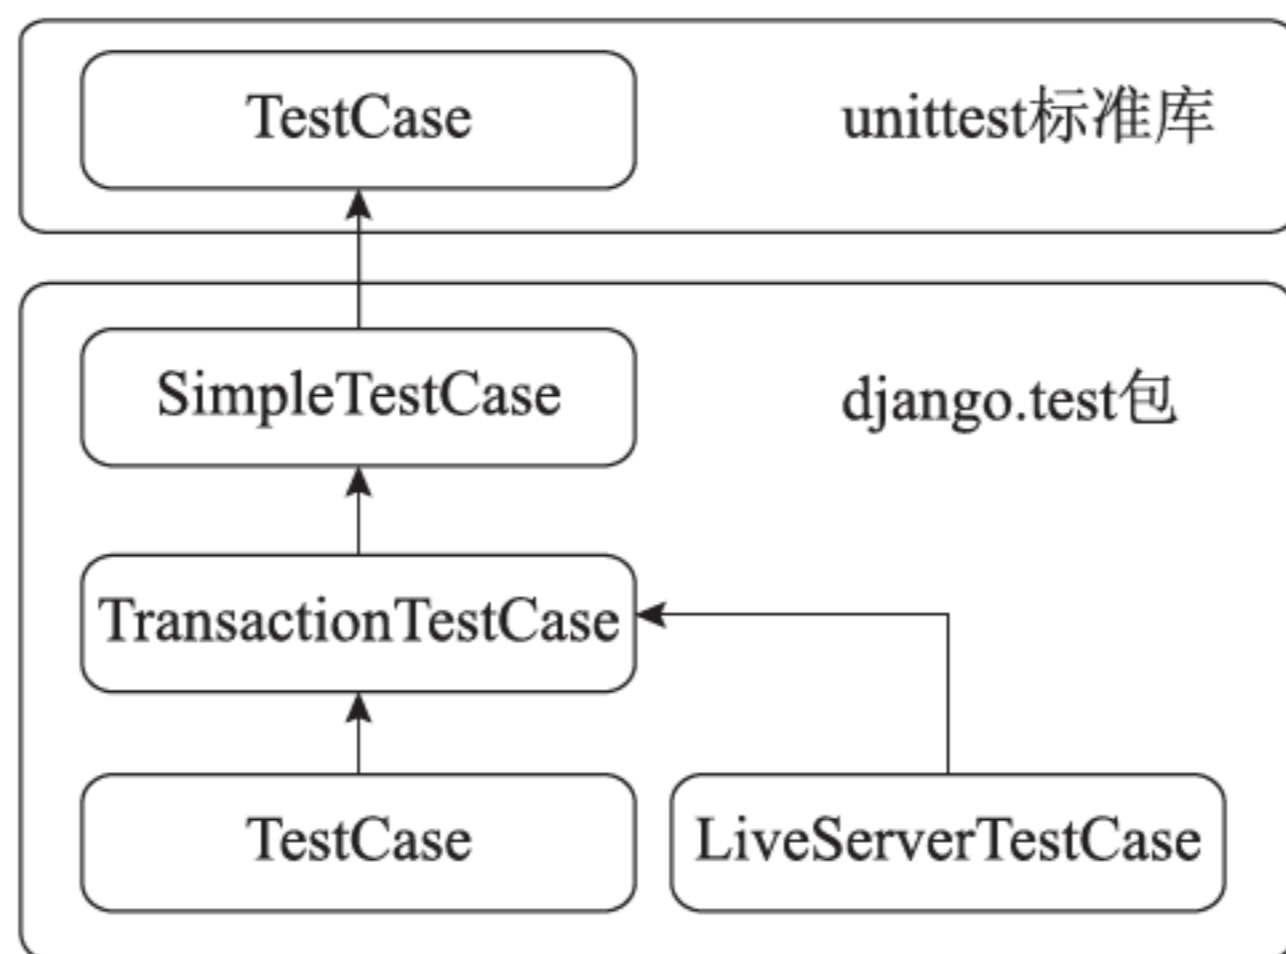 TestCase
unittest标准库
SimpleTestCase
django.test包
TransactionTestCase
TestCase
LiveServerTestCase